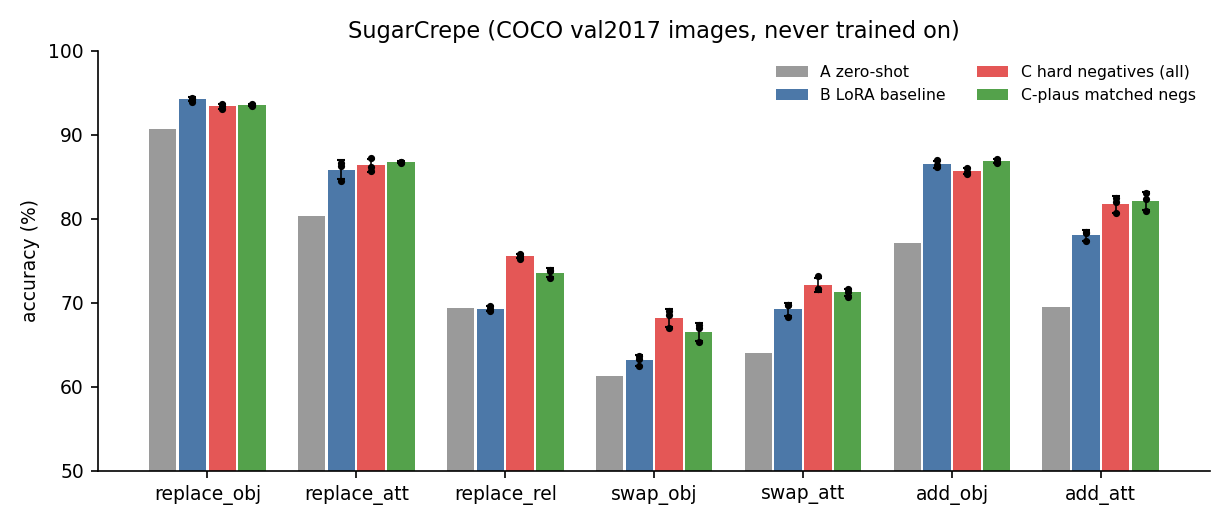 SugarCrepe (COCO val2017 images, never trained on)
A zero-shot
B LoRA baseline
C hard negatives (all)
C-plaus matched negs
accuracy (%)
100
90
80
70
60
50
replace_obj
replace_att
replace_rel
swap_obj
swap_att
add_obj
add_att